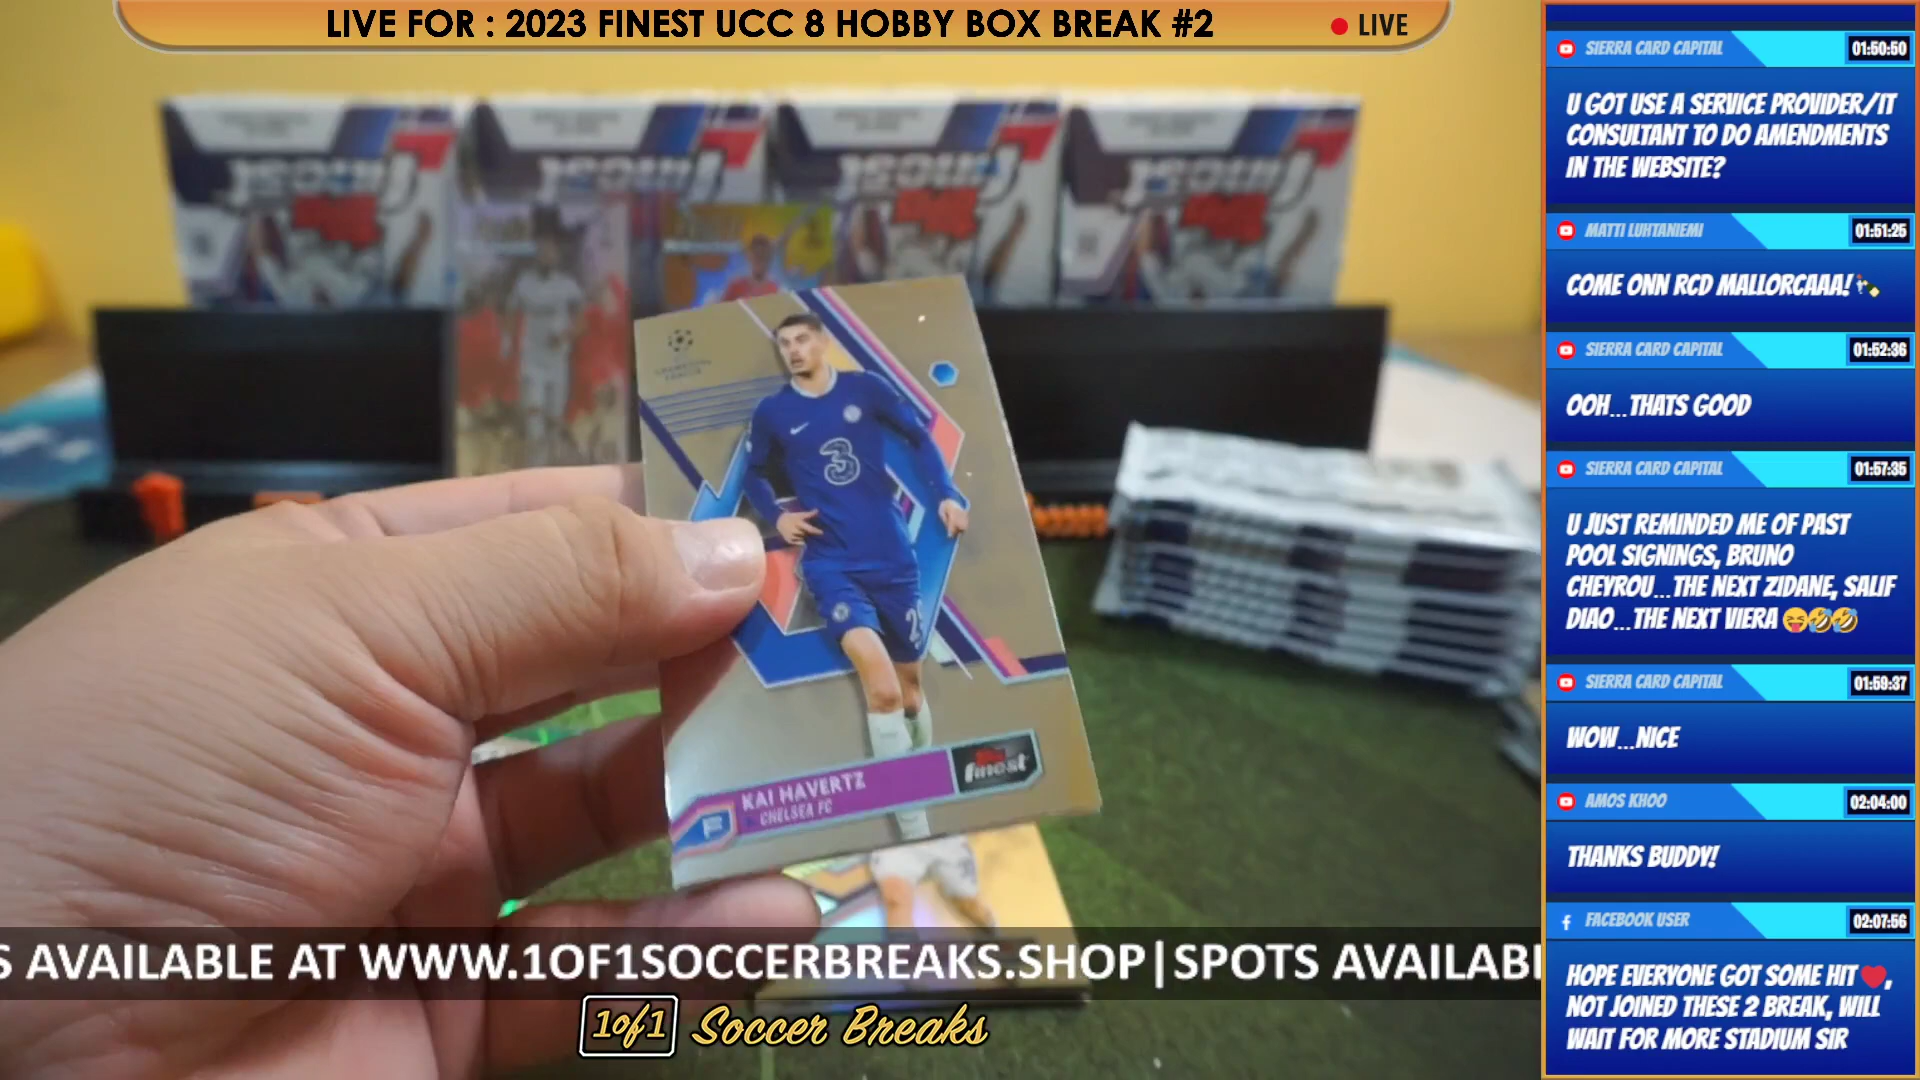 LIVE FOR : 2023 FINEST UCC 8 HOBBY BOX BREAK #2
LIVE
finest
3
29
KAI HAVERTZ
CHELSEA FC
finest
S AVAILABLE AT WWW.1OF1SOCCERBREAKS.SHOP|SPOTS AVAILABL
1of1 Soccer Breaks
SIERRA CARD CAPITAL 01:50:50
U GOT USE A SERVICE PROVIDER/IT
CONSULTANT TO DO AMENDMENTS
IN THE WEBSITE?
MATTI LUHTANIEMI 01:51:25
COME ONN RCD MALLORCAAA!🍾
SIERRA CARD CAPITAL 01:52:36
OOH...THATS GOOD
SIERRA CARD CAPITAL 01:57:35
U JUST REMINDED ME OF PAST
POOL SIGNINGS, BRUNO
CHEYROU...THE NEXT ZIDANE, SALIF
DIAO...THE NEXT VIERA 😝🤣🤣
SIERRA CARD CAPITAL 01:59:37
WOW...NICE
AMOS KHOO 02:04:00
THANKS BUDDY!
FACEBOOK USER 02:07:56
HOPE EVERYONE GOT SOME HIT❤️,
NOT JOINED THESE 2 BREAK, WILL
WAIT FOR MORE STADIUM SIR